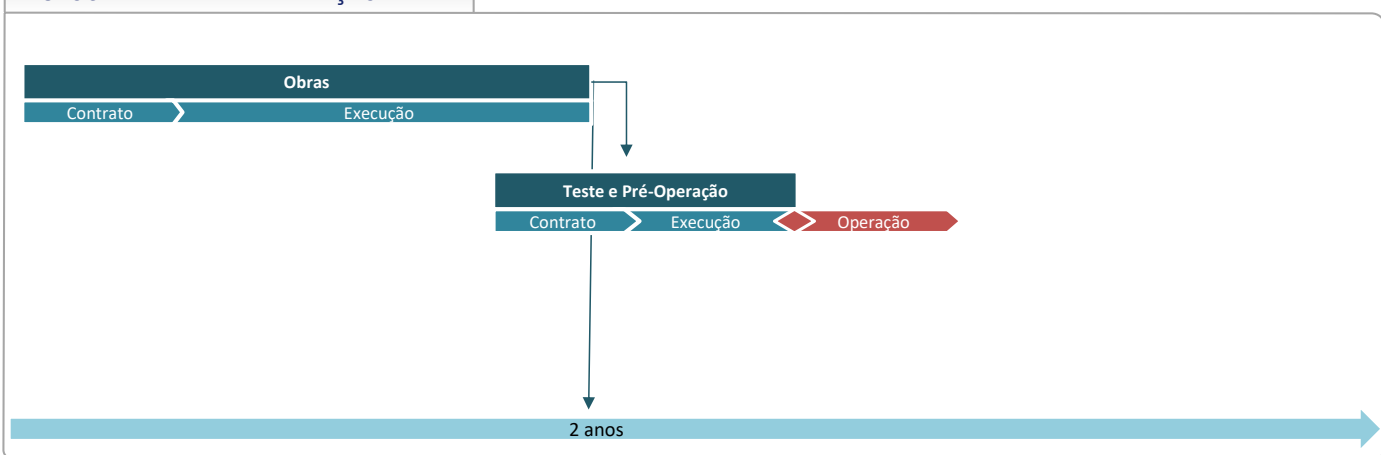 Obras
Contrato Execução
Teste e Pré-Operação
Contrato Execução Operação
2 anos